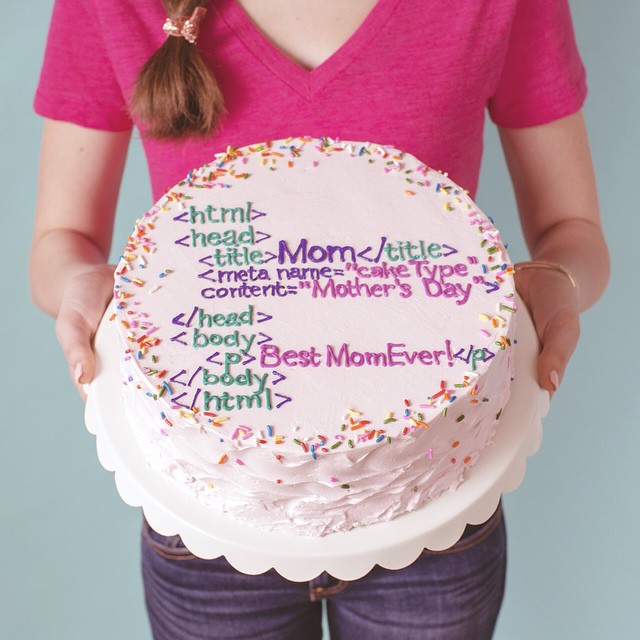 <html>
<head>
<title>Mom</title>
<meta name="cakeType"
content="Mother's Day">
</head>
<body>
<p>Best MomEver!</p>
</body>
</html>